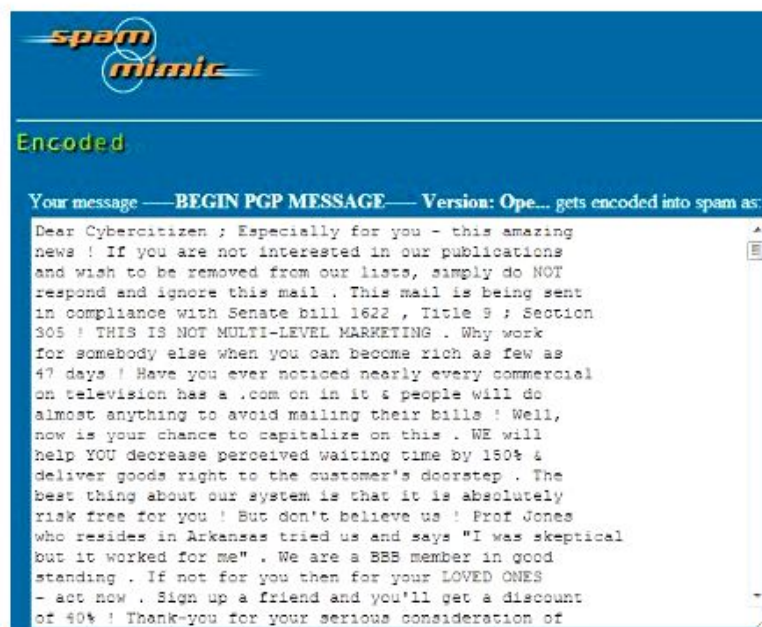 spam
mimic
Encoded
Your message -----BEGIN PGP MESSAGE----- Version: Ope... gets encoded into spam as:
Dear Cybercitizen ; Especially for you - this amazing
news ! If you are not interested in our publications
and wish to be removed from our lists, simply do NOT
respond and ignore this mail . This mail is being sent
in compliance with Senate bill 1622 , Title 9 ; Section
305 ! THIS IS NOT MULTI-LEVEL MARKETING . Why work
for somebody else when you can become rich as few as
47 days ! Have you ever noticed nearly every commercial
on television has a .com on in it & people will do
almost anything to avoid mailing their bills ! Well,
now is your chance to capitalize on this . WE will
help YOU decrease perceived waiting time by 150% &
deliver goods right to the customer's doorstep . The
best thing about our system is that it is absolutely
risk free for you ! But don't believe us ! Prof Jones
who resides in Arkansas tried us and says "I was skeptical
but it worked for me" . We are a BBB member in good
standing . If not for you then for your LOVED ONES
- act now . Sign up a friend and you'll get a discount
of 40% ! Thank-you for your serious consideration of